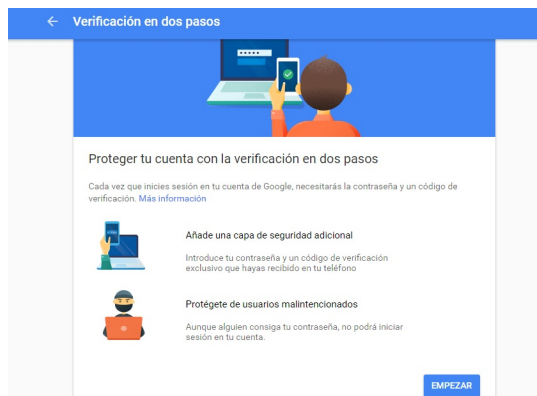 Verificación en dos pasos
Proteger tu cuenta con la verificación en dos pasos
Cada vez que inicies sesión en tu cuenta de Google, necesitarás la contraseña y un código de
verificación. Más información
Añade una capa de seguridad adicional
Introduce tu contraseña y un código de verificación
exclusivo que hayas recibido en tu teléfono
Protégete de usuarios malintencionados
Aunque alguien consiga tu contraseña, no podrá iniciar
sesión en tu cuenta.
EMPEZAR